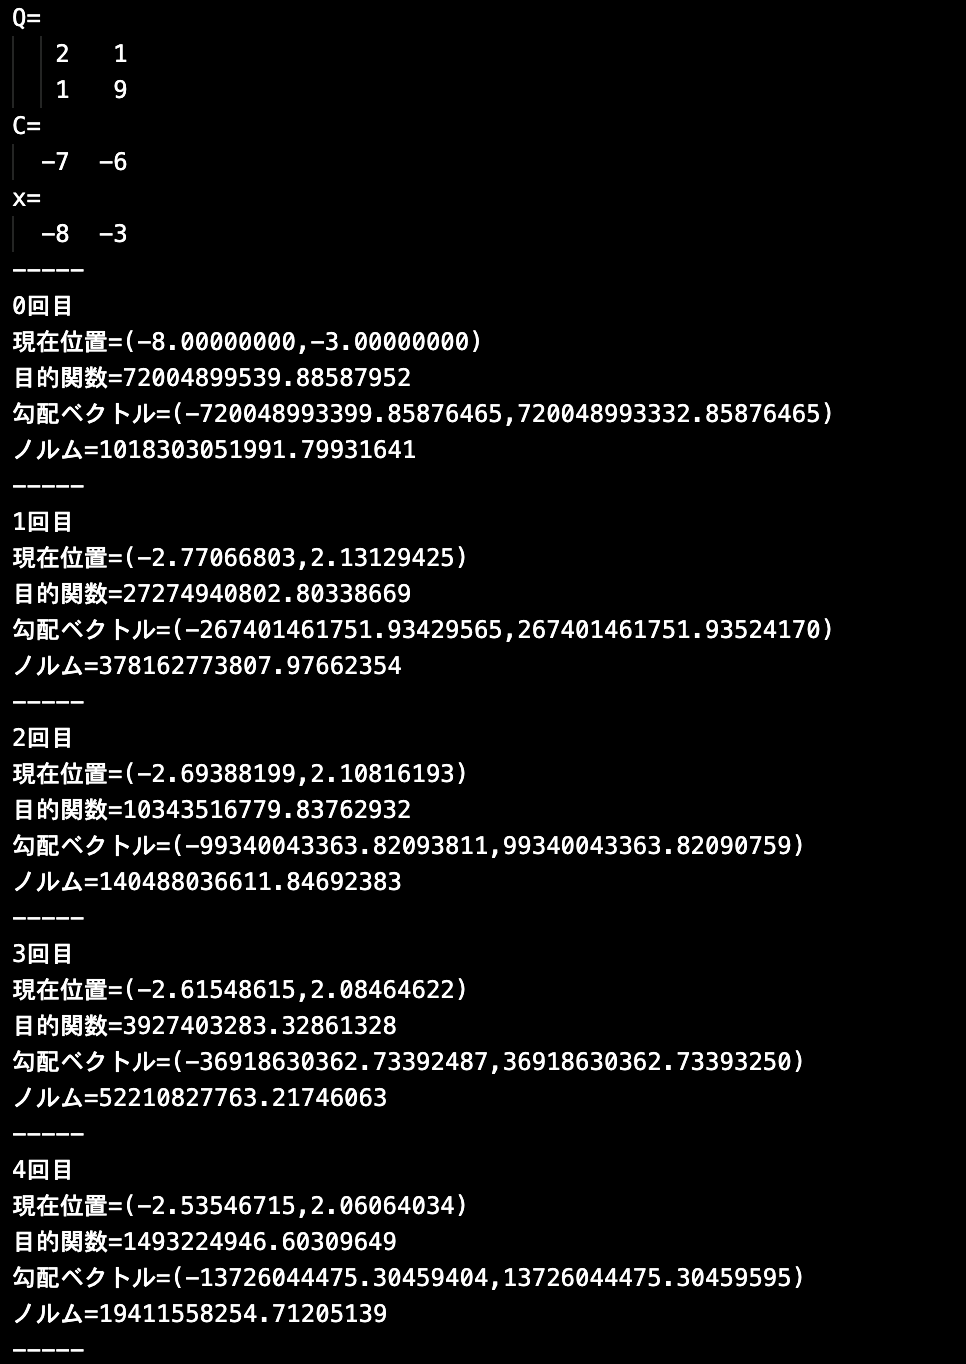 Q=
2 1
1 9
C=
-7 -6
x=
-8 -3
-----
0回目
現在位置=(-8.00000000,-3.00000000)
目的関数=72004899539.88587952
勾配ベクトル=(-720048993399.85876465,720048993332.85876465)
ノルム=1018303051991.79931641
-----
1回目
現在位置=(-2.77066803,2.13129425)
目的関数=27274940802.80338669
勾配ベクトル=(-267401461751.93429565,267401461751.93524170)
ノルム=378162773807.97662354
-----
2回目
現在位置=(-2.69388199,2.10816193)
目的関数=10343516779.83762932
勾配ベクトル=(-99340043363.82093811,99340043363.82090759)
ノルム=140488036611.84692383
-----
3回目
現在位置=(-2.61548615,2.08464622)
目的関数=3927403283.32861328
勾配ベクトル=(-36918630362.73392487,36918630362.73393250)
ノルム=52210827763.21746063
-----
4回目
現在位置=(-2.53546715,2.06064034)
目的関数=1493224946.60309649
勾配ベクトル=(-13726044475.30459404,13726044475.30459595)
ノルム=19411558254.71205139
-----